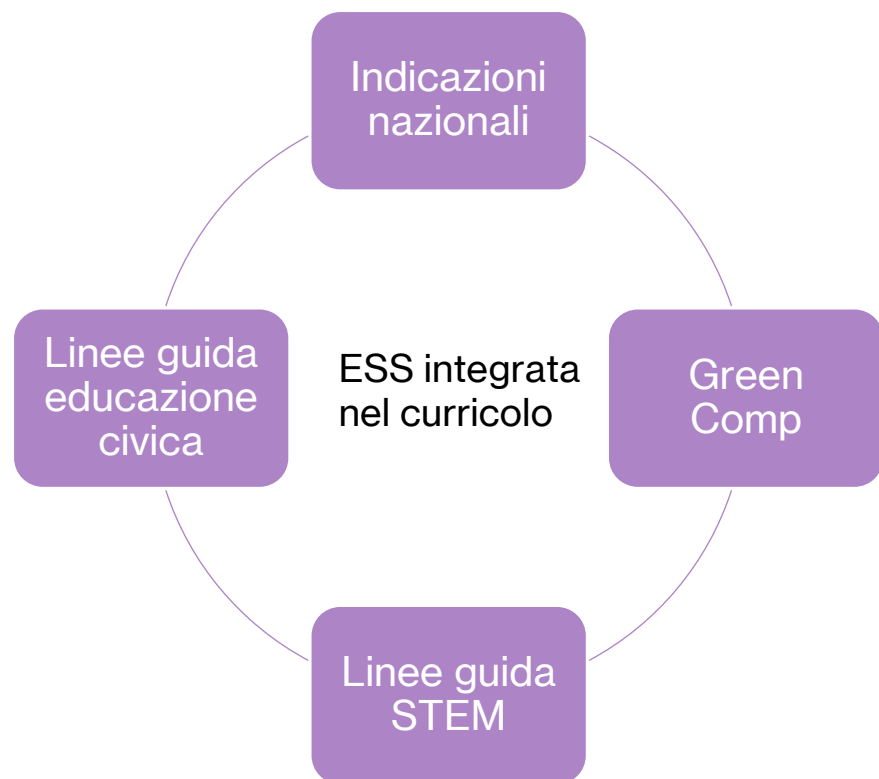 Indicazioni
nazionali
Linee guida
educazione
civica
ESS integrata
nel curricolo
Green
Comp
Linee guida
STEM